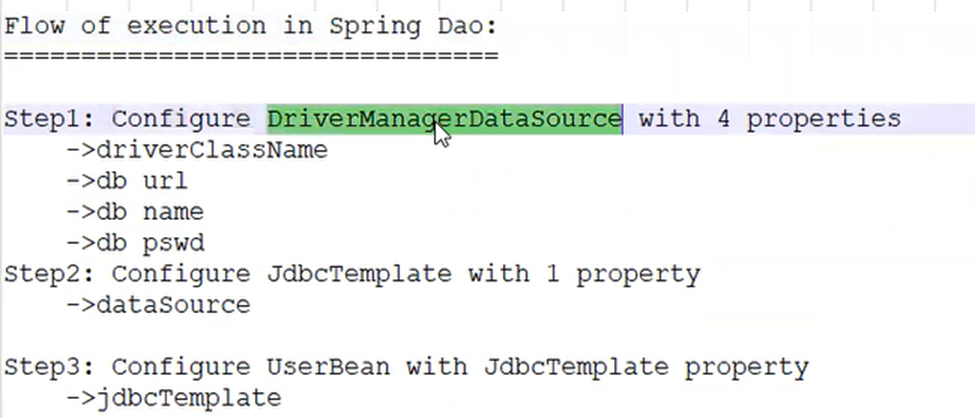 Flow of execution in Spring Dao:
================================
Step1: Configure DriverManagerDataSource with 4 properties
->driverClassName
->db url
->db name
->db pswd
Step2: Configure JdbcTemplate with 1 property
->dataSource
Step3: Configure UserBean with JdbcTemplate property
->jdbcTemplate